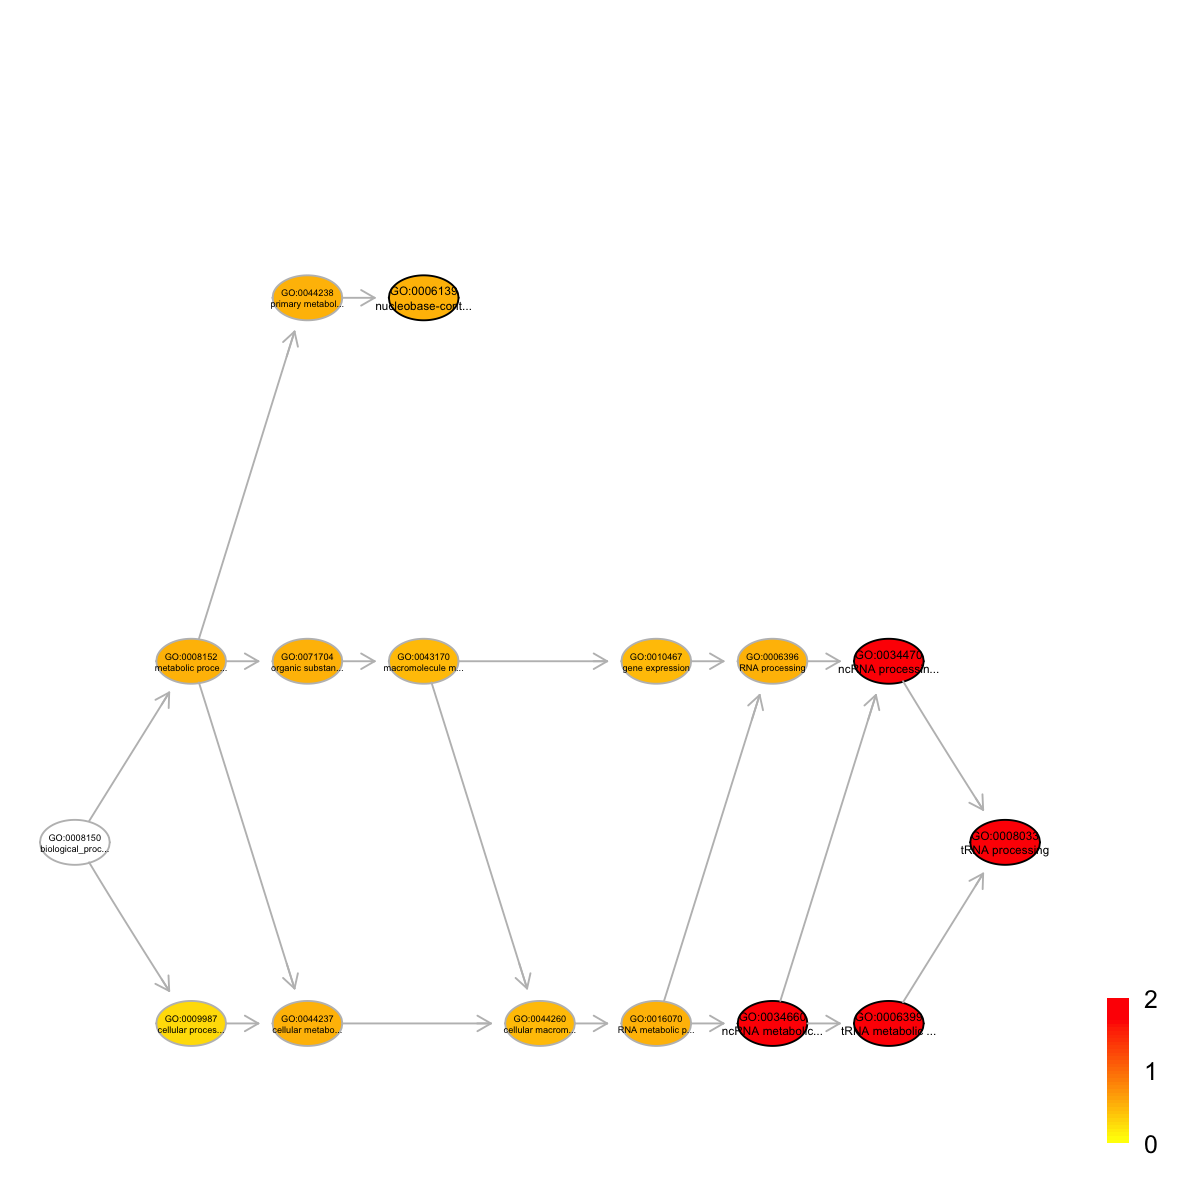 GO:0044238
primary metabol...
GO:0006139
nucleobase-cont...
GO:0008152
metabolic proce...
GO:0071704
organic substan...
GO:0043170
macromolecule m...
GO:0010467
gene expression
GO:0006396
RNA processing
GO:0034470
ncRNA processin...
GO:0008150
biological_proc...
GO:0008033
tRNA processing
GO:0009987
cellular proces...
GO:0044237
cellular metabo...
GO:0044260
cellular macrom...
GO:0016070
RNA metabolic p...
GO:0034660
ncRNA metabolic...
GO:0006399
tRNA metabolic ...
2
1
0